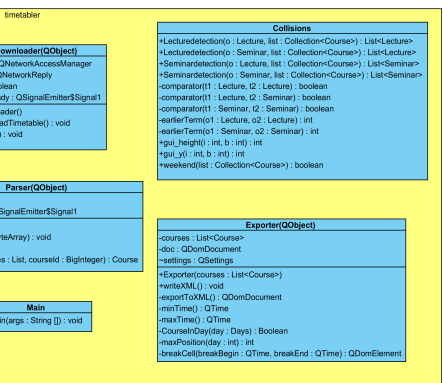 timetabler
ownloader(QObject)
QNetworkAccessManager
QNetworkReply
olean
dy : QSignalEmitter$Signal1
ader()
adTimetable() : void
) : void
Parser(QObject)
SignalEmitter$Signal1
teArray) : void
es : List, courseId : BigInteger) : Course
Main
in(args : String []) : void
Collisions
+Lecturedetection(o : Lecture, list : Collection<Course>) : List<Lecture>
+Lecturedetection(o : Seminar, list : Collection<Course>) : List<Lecture>
+Seminardetection(o : Lecture, list : Collection<Course>) : List<Seminar>
+Seminardetection(o : Seminar, list : Collection<Course>) : List<Seminar>
-comparator(t1 : Lecture, t2 : Lecture) : boolean
-comparator(t1 : Lecture, t2 : Seminar) : boolean
-comparator(t1 : Seminar, t2 : Seminar) : boolean
-earlierTerm(o1 : Lecture, o2 : Lecture) : int
-earlierTerm(o1 : Seminar, o2 : Seminar) : int
+gui_height(i : int, b : int) : int
+gui_y(i : int, b : int) : int
+weekend(list : Collection<Course>) : boolean
Exporter(QObject)
-courses : List<Course>
-doc : QDomDocument
~settings : QSettings
+Exporter(courses : List<Course>)
+writeXML() : void
-exportToXML() : QDomDocument
-minTime() : QTime
-maxTime() : QTime
-CourseInDay(day : Days) : Boolean
-maxPosition(day : int) : int
-breakCell(breakBegin : QTime, breakEnd : QTime) : QDomElement